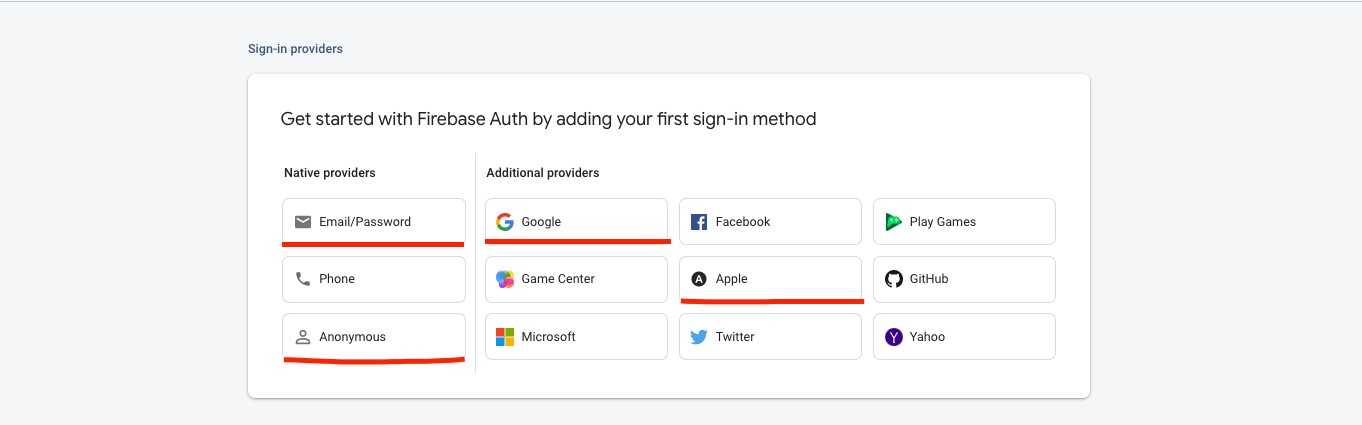 Sign-in providers
Get started with Firebase Auth by adding your first sign-in method
Native providers
Additional providers
Email/Password
Google
Facebook
Play Games
Phone
Game Center
Apple
GitHub
Anonymous
Microsoft
Twitter
Yahoo